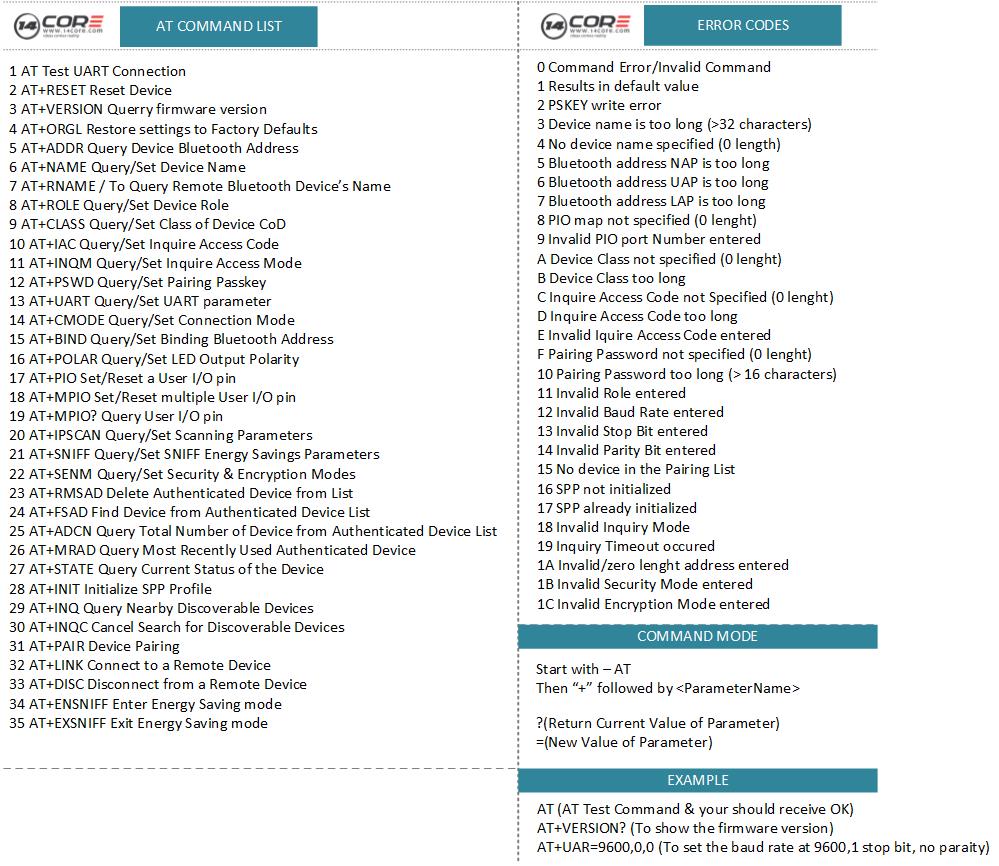 14 CORE
www.14core.com
ideas comes reality
AT COMMAND LIST
1 AT Test UART Connection
2 AT+RESET Reset Device
3 AT+VERSION Querry firmware version
4 AT+ORGL Restore settings to Factory Defaults
5 AT+ADDR Query Device Bluetooth Address
6 AT+NAME Query/Set Device Name
7 AT+RNAME / To Query Remote Bluetooth Device’s Name
8 AT+ROLE Query/Set Device Role
9 AT+CLASS Query/Set Class of Device CoD
10 AT+IAC Query/Set Inquire Access Code
11 AT+INQM Query/Set Inquire Access Mode
12 AT+PSWD Query/Set Pairing Passkey
13 AT+UART Query/Set UART parameter
14 AT+CMODE Query/Set Connection Mode
15 AT+BIND Query/Set Binding Bluetooth Address
16 AT+POLAR Query/Set LED Output Polarity
17 AT+PIO Set/Reset a User I/O pin
18 AT+MPIO Set/Reset multiple User I/O pin
19 AT+MPIO? Query User I/O pin
20 AT+IPSCAN Query/Set Scanning Parameters
21 AT+SNIFF Query/Set SNIFF Energy Savings Parameters
22 AT+SENM Query/Set Security & Encryption Modes
23 AT+RMSAD Delete Authenticated Device from List
24 AT+FSAD Find Device from Authenticated Device List
25 AT+ADCN Query Total Number of Device from Authenticated Device List
26 AT+MRAD Query Most Recently Used Authenticated Device
27 AT+STATE Query Current Status of the Device
28 AT+INIT Initialize SPP Profile
29 AT+INQ Query Nearby Discoverable Devices
30 AT+INQC Cancel Search for Discoverable Devices
31 AT+PAIR Device Pairing
32 AT+LINK Connect to a Remote Device
33 AT+DISC Disconnect from a Remote Device
34 AT+ENSNIFF Enter Energy Saving mode
35 AT+EXSNIFF Exit Energy Saving mode
14 CORE
www.14core.com
ideas comes reality
ERROR CODES
0 Command Error/Invalid Command
1 Results in default value
2 PSKEY write error
3 Device name is too long (>32 characters)
4 No device name specified (0 length)
5 Bluetooth address NAP is too long
6 Bluetooth address UAP is too long
7 Bluetooth address LAP is too long
8 PIO map not specified (0 lenght)
9 Invalid PIO port Number entered
A Device Class not specified (0 lenght)
B Device Class too long
C Inquire Access Code not Specified (0 lenght)
D Inquire Access Code too long
E Invalid Iquire Access Code entered
F Pairing Password not specified (0 lenght)
10 Pairing Password too long (> 16 characters)
11 Invalid Role entered
12 Invalid Baud Rate entered
13 Invalid Stop Bit entered
14 Invalid Parity Bit entered
15 No device in the Pairing List
16 SPP not initialized
17 SPP already initialized
18 Invalid Inquiry Mode
19 Inquiry Timeout occured
1A Invalid/zero lenght address entered
1B Invalid Security Mode entered
1C Invalid Encryption Mode entered
COMMAND MODE
Start with – AT
Then “+” followed by <ParameterName>
?(Return Current Value of Parameter)
=(New Value of Parameter)
EXAMPLE
AT (AT Test Command & your should receive OK)
AT+VERSION? (To show the firmware version)
AT+UAR=9600,0,0 (To set the baud rate at 9600,1 stop bit, no paraity)